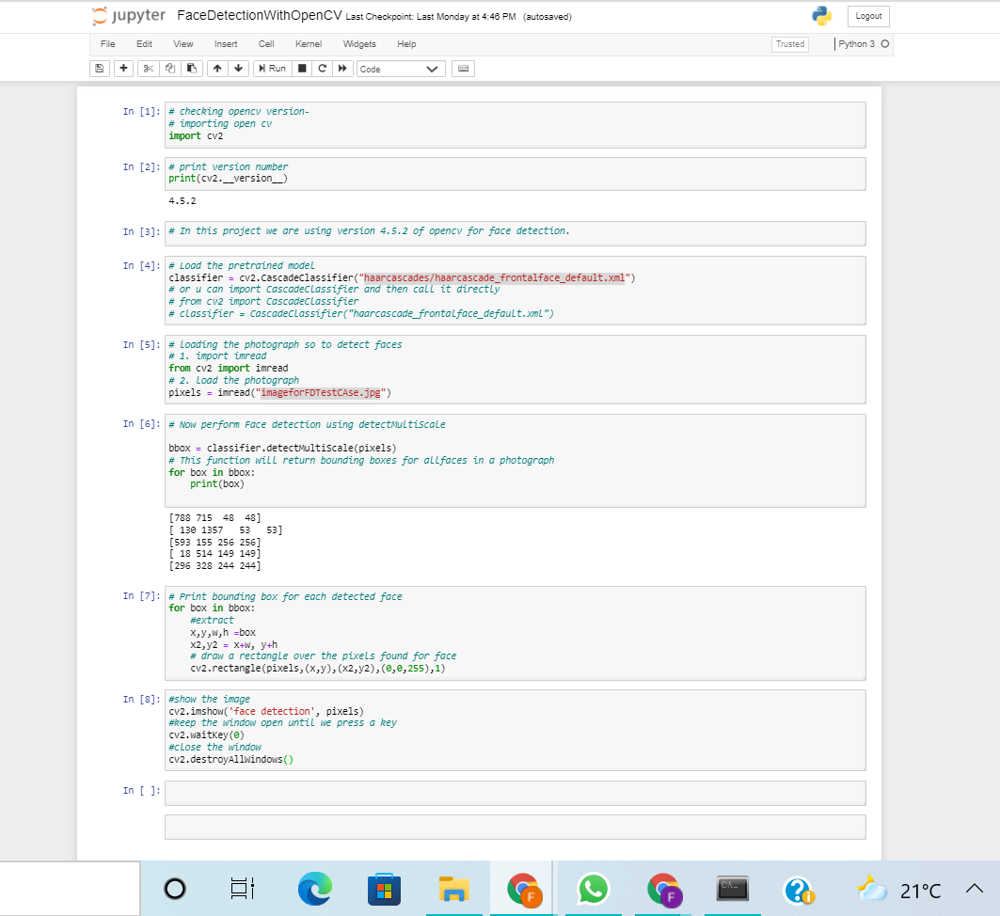 jupyter FaceDetectionWithOpenCV Last Checkpoint: Last Monday at 4:46 PM (autosaved)
Logout
File Edit View Insert Cell Kernel Widgets Help
Trusted
Python 3
Run
Code
In [1]: # checking opencv version-
# importing open cv
import cv2
In [2]: # print version number
print(cv2.__version__)
4.5.2
In [3]: # In this project we are using version 4.5.2 of opencv for face detection.
In [4]: # Load the pretrained model
classifier = cv2.CascadeClassifier("haarcascades/haarcascade_frontalface_default.xml")
# or u can import CascadeClassifier and then call it directly
# from cv2 import CascadeClassifier
# classifier = CascadeClassifier("haarcascade_frontalface_default.xml")
In [5]: # Loading the photograph so to detect faces
# 1. import imread
from cv2 import imread
# 2. Load the photograph
pixels = imread("imageforFDTestCAse.jpg")
In [6]: # Now perform Face detection using detectMultiScale
bbox = classifier.detectMultiScale(pixels)
# This function will return bounding boxes for allfaces in a photograph
for box in bbox:
print(box)
[788 715  48  48]
[ 130 1357   53   53]
[593 155 256 256]
[ 18 514 149 149]
[296 328 244 244]
In [7]: # Print bounding box for each detected face
for box in bbox:
#extract
x,y,w,h =box
x2,y2 = x+w, y+h
# draw a rectangle over the pixels found for face
cv2.rectangle(pixels,(x,y),(x2,y2),(0,0,255),1)
In [8]: #show the image
cv2.imshow('face detection', pixels)
#keep the window open until we press a key
cv2.waitKey(0)
#close the window
cv2.destroyAllWindows()
In [ ]:
F
F
21°C